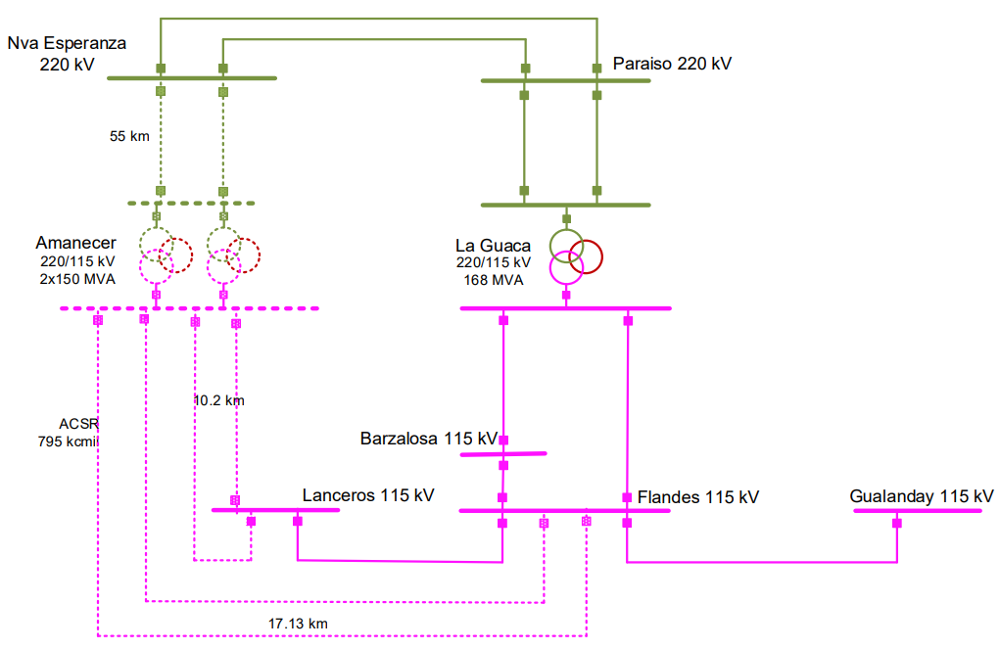 Nva Esperanza
220 kV
Paraiso 220 kV
55 km
Amanecer
220/115 kV
2x150 MVA
La Guaca
220/115 kV
168 MVA
10.2 km
ACSR
795 kcmil
Barzalosa 115 kV
Lanceros 115 kV
Flandes 115 kV
Gualanday 115 kV
17.13 km